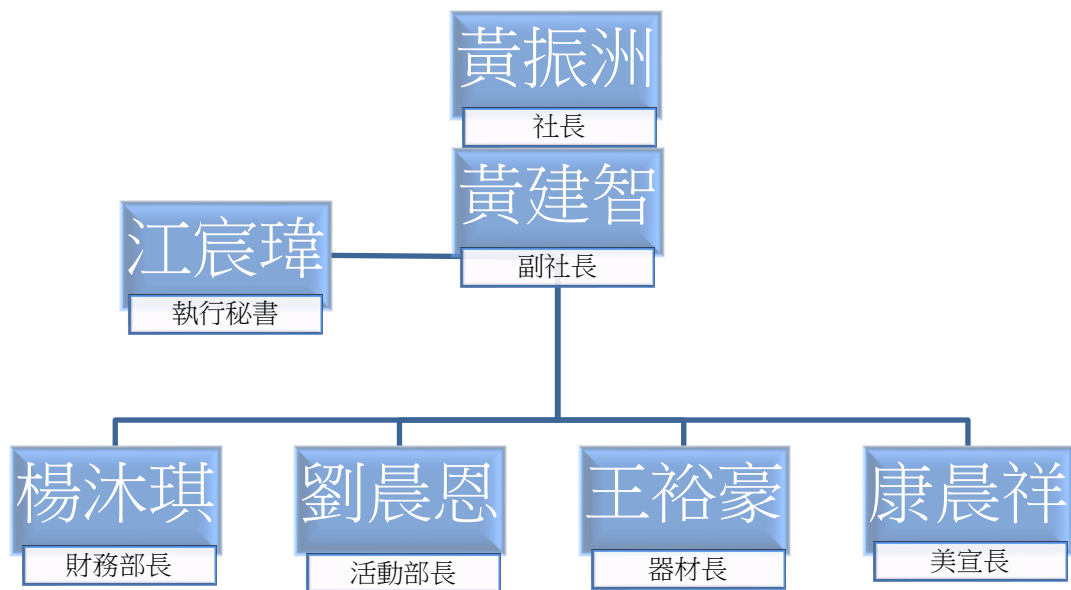 黃振洲
社長
黃建智
副社長
江宸瑋
執行秘書
楊沐琪
財務部長
劉晨恩
活動部長
王裕豪
器材長
康晨祥
美宣長